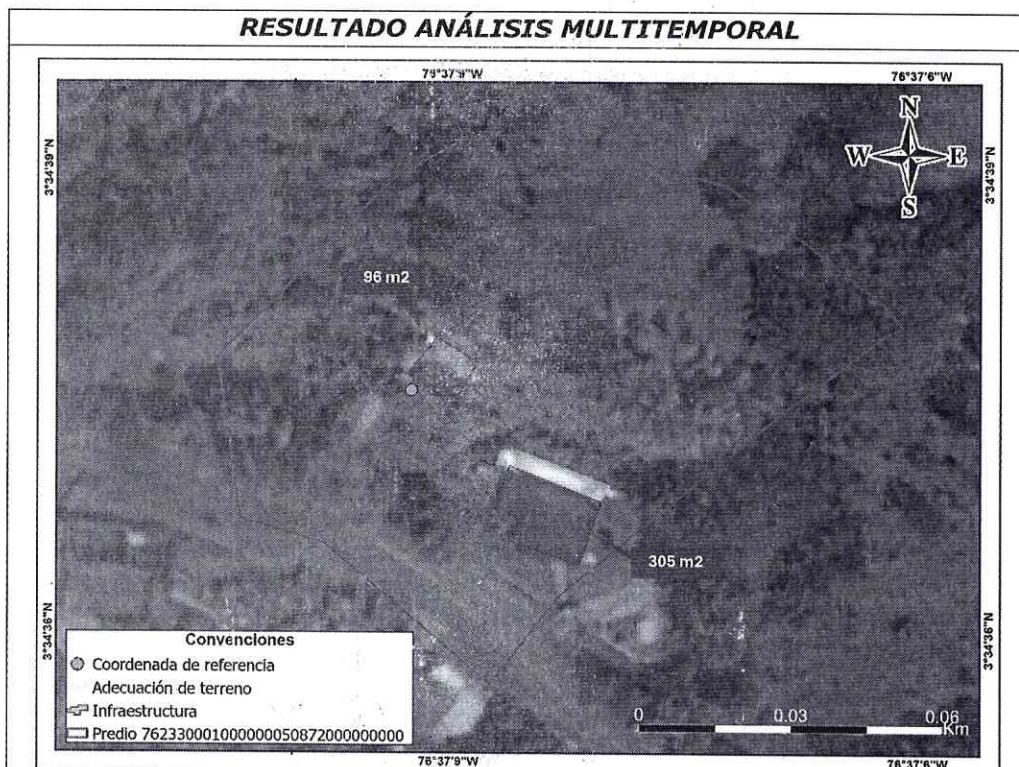 RESULTADO ANÁLISIS MULTITEMPORAL
76°37'9"W
76°37'6"W
3°34'39"N
3°34'39"N
N
W
E
S
96 m2
305 m2
3°34'36"N
3°34'36"N
Convenciones
Coordenada de referencia
Adecuación de terreno
Infraestructura
Predio 762330001000000050872000000000
0
0.03
0.06
Km
76°37'9"W
76°37'6"W